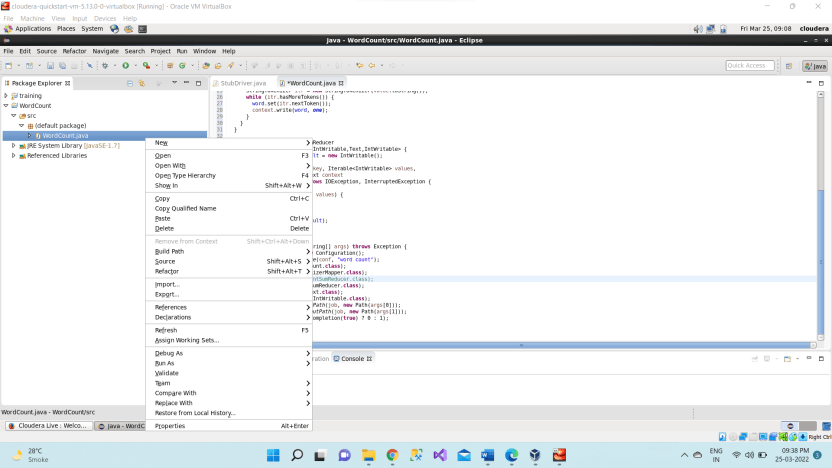 cloudera-quickstart-vm-5.13.0-0-virtualbox (Running) - Oracle VM VirtualBox
File Machine View Input Devices Help
Applications Places System
Fri Mar 25, 09:08 cloudera
Java - WordCount/src/WordCount.java - Eclipse
File Edit Source Refactor Navigate Search Project Run Window Help
Quick Access
Java
Package Explorer
StubDriver.java
*WordCount.java
training
WordCount
src
(default package)
WordCount.java
JRE System Library [JavaSE-1.7]
Referenced Libraries
26 while (itr.hasMoreTokens()) {
27 word.set(itr.nextToken());
28 context.write(word, one);
29 }
30 }
31 }
32
Reducer
IntWritable,Text,IntWritable> {
lt = new IntWritable();
key, Iterable<IntWritable> values,
xt context
ows IOException, InterruptedException {
values) {
ult);
ring[] args) throws Exception {
Configuration();
e(conf, "word count");
unt.class);
izerMapper.class);
ntSumReducer.class);
umReducer.class);
xt.class);
IntWritable.class);
Path(job, new Path(args[0]));
utPath(job, new Path(args[1]));
ompletion(true) ? 0 : 1);
New
Open F3
Open With
Open Type Hierarchy F4
Show In Shift+Alt+W
Copy Ctrl+C
Copy Qualified Name
Paste Ctrl+V
Delete Delete
Remove from Context Shift+Ctrl+Alt+Down
Build Path
Source Shift+Alt+S
Refactor Shift+Alt+T
Import...
Export...
References
Declarations
Refresh F5
Assign Working Sets...
Debug As
Run As
Validate
Team
Compare With
Replace With
Restore from Local History...
Properties Alt+Enter
ration
Console
WordCount.java - WordCount/src
Cloudera Live : Welco...
Java - WordC
Right Ctrl
28°C
Smoke
ENG
IN
09:38 PM
25-03-2022
3